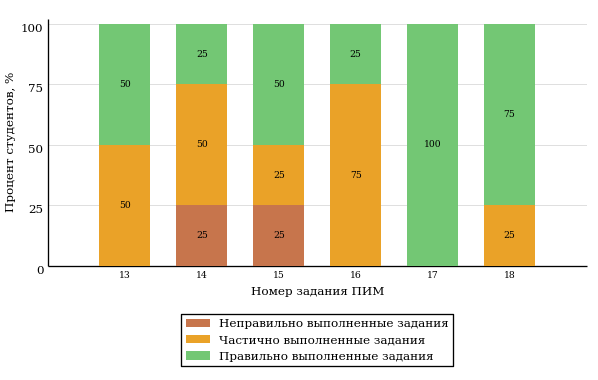 Процент студентов, %
100
75
50
25
0
50 25 50 25 100 75
50 50 25 75 25
25 25
13 14 15 16 17 18
Номер задания ПИМ
Неправильно выполненные задания
Частично выполненные задания
Правильно выполненные задания